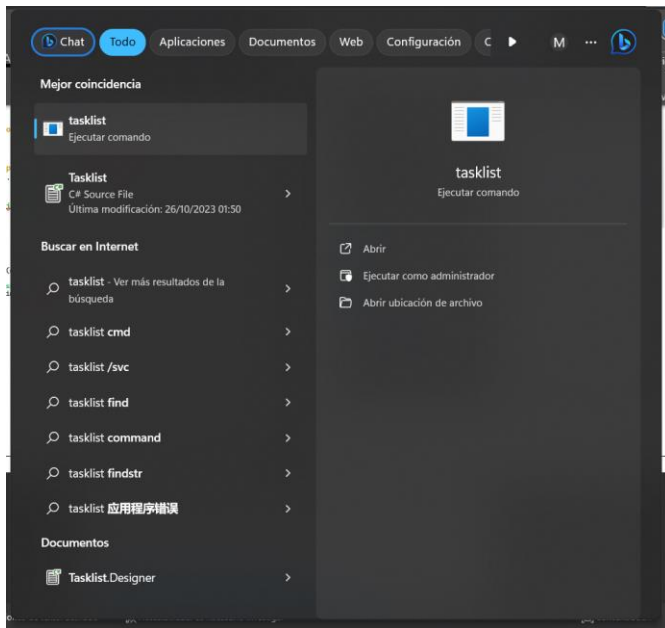 Chat Todo Aplicaciones Documentos Web Configuración C M ...
Mejor coincidencia
tasklist
Ejecutar comando
Tasklist
C# Source File
Última modificación: 26/10/2023 01:50
Buscar en Internet
tasklist - Ver más resultados de la
búsqueda
tasklist cmd
tasklist /svc
tasklist find
tasklist command
tasklist findstr
tasklist 应用程序错误
Documentos
Tasklist.Designer
tasklist
Ejecutar comando
Abrir
Ejecutar como administrador
Abrir ubicación de archivo